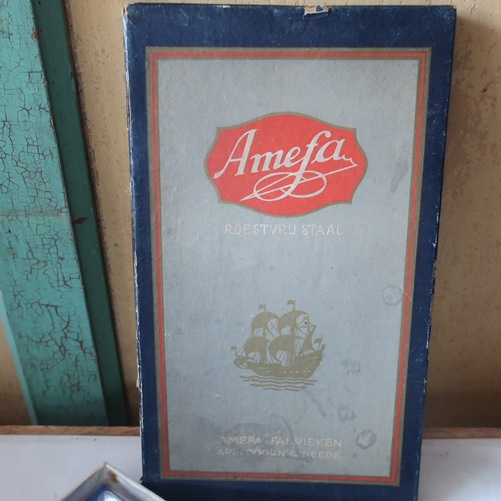 Amefa
ROESTVRIJ STAAL
AMEFA-FABRIEKEN
APELDOORN & NEEDE